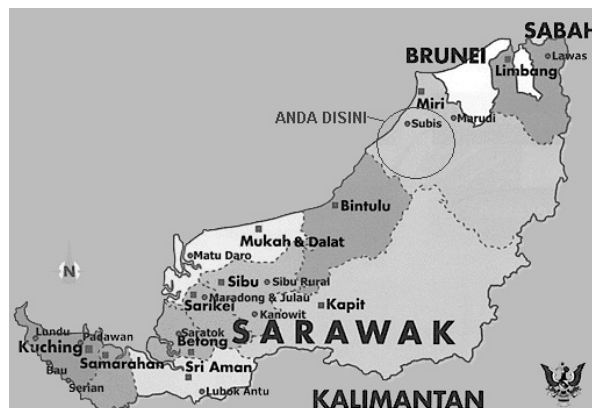 SABAH
BRUNEI
Lawas
Limbang
Miri
ANDA DISINI
Subis
Marudi
Bintulu
Mukah & Dalat
Matu Daro
N
Sibu
Sibu Rural
Maradong & Julau
Sarikei
Kapit
Kanowit
SARAWAK
Lundu
Padawan
Saratok
Kuching
Betong
Samarahan
Bau
Sri Aman
Serian
Lubok Antu
KALIMANTAN